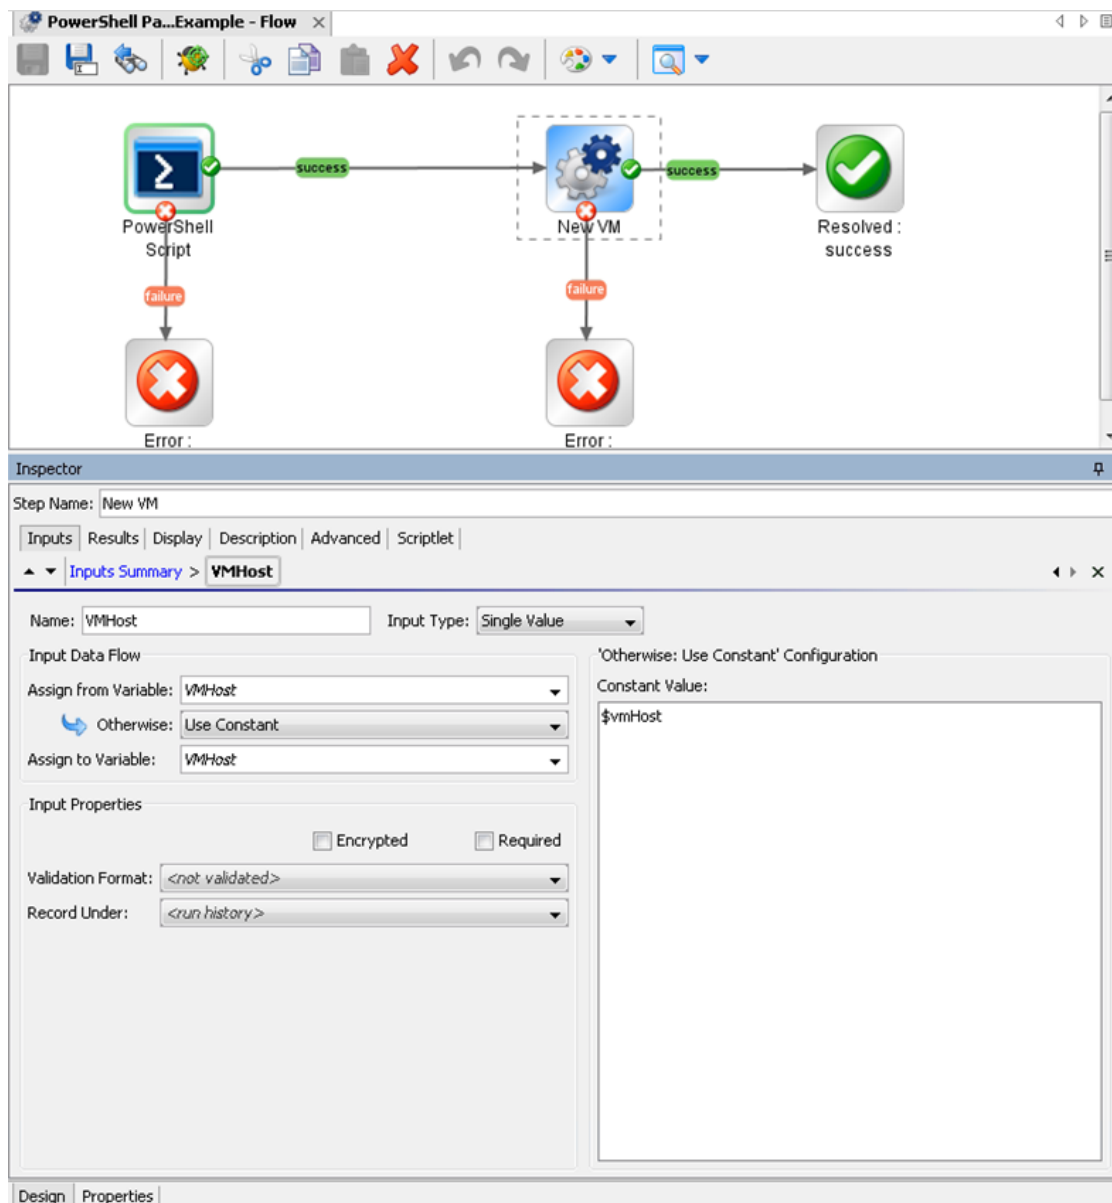 PowerShell Pa...Example - Flow
success
success
PowerShell
Script
New VM
Resolved :
success
failure
failure
Error :
Error :
Inspector
Step Name: New VM
Inputs Results Display Description Advanced Scriptlet
Inputs Summary > VMHost
Name: VMHost Input Type: Single Value
Input Data Flow
'Otherwise: Use Constant' Configuration
Assign from Variable: VMHost
Constant Value:
Otherwise: Use Constant
$vmHost
Assign to Variable: VMHost
Input Properties
Encrypted Required
Validation Format: <not validated>
Record Under: <run history>
Design Properties